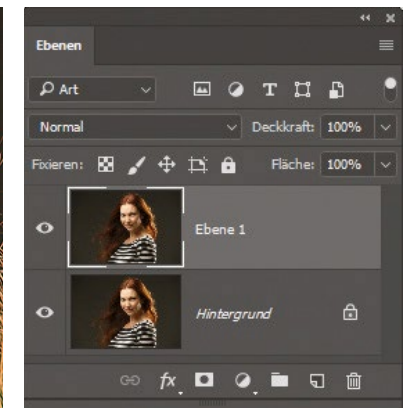 Ebenen
Art
Normal Deckkraft: 100%
Fixieren: Fläche: 100%
Ebene 1
Hintergrund
fx